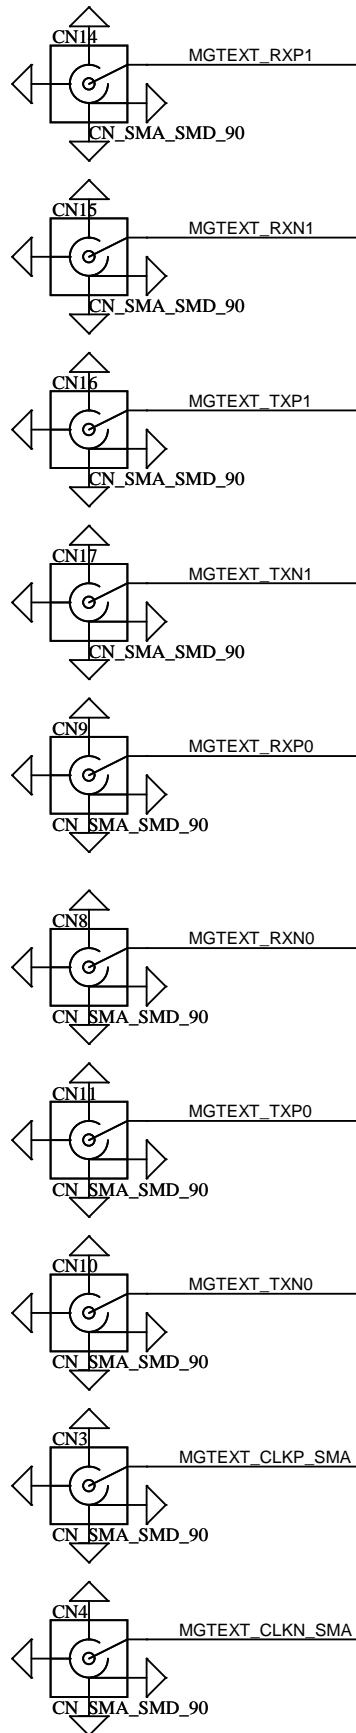 CN14
MGTEXT_RXP1
CN_SMA_SMD_90
CN15
MGTEXT_RXN1
CN_SMA_SMD_90
CN16
MGTEXT_TXP1
CN_SMA_SMD_90
CN17
MGTEXT_TXN1
CN_SMA_SMD_90
CN9
MGTEXT_RXP0
CN_SMA_SMD_90
CN8
MGTEXT_RXN0
CN_SMA_SMD_90
CN11
MGTEXT_TXP0
CN_SMA_SMD_90
CN10
MGTEXT_TXN0
CN_SMA_SMD_90
CN3
MGTEXT_CLKP_SMA
CN_SMA_SMD_90
CN4
MGTEXT_CLKN_SMA
CN_SMA_SMD_90